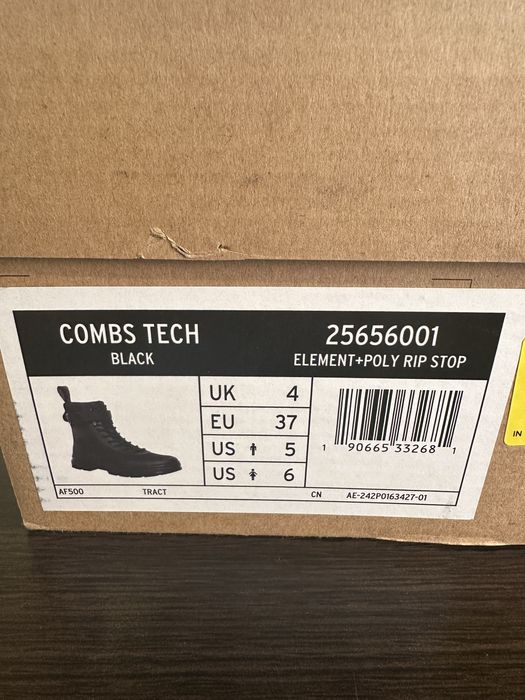 COMBS TECH
BLACK
25656001
ELEMENT+POLY RIP STOP
UK 4
EU 37
US 5
US 6
1 90665 33268 1
AF500 TRACT CN AE-242P0163427-01
IN